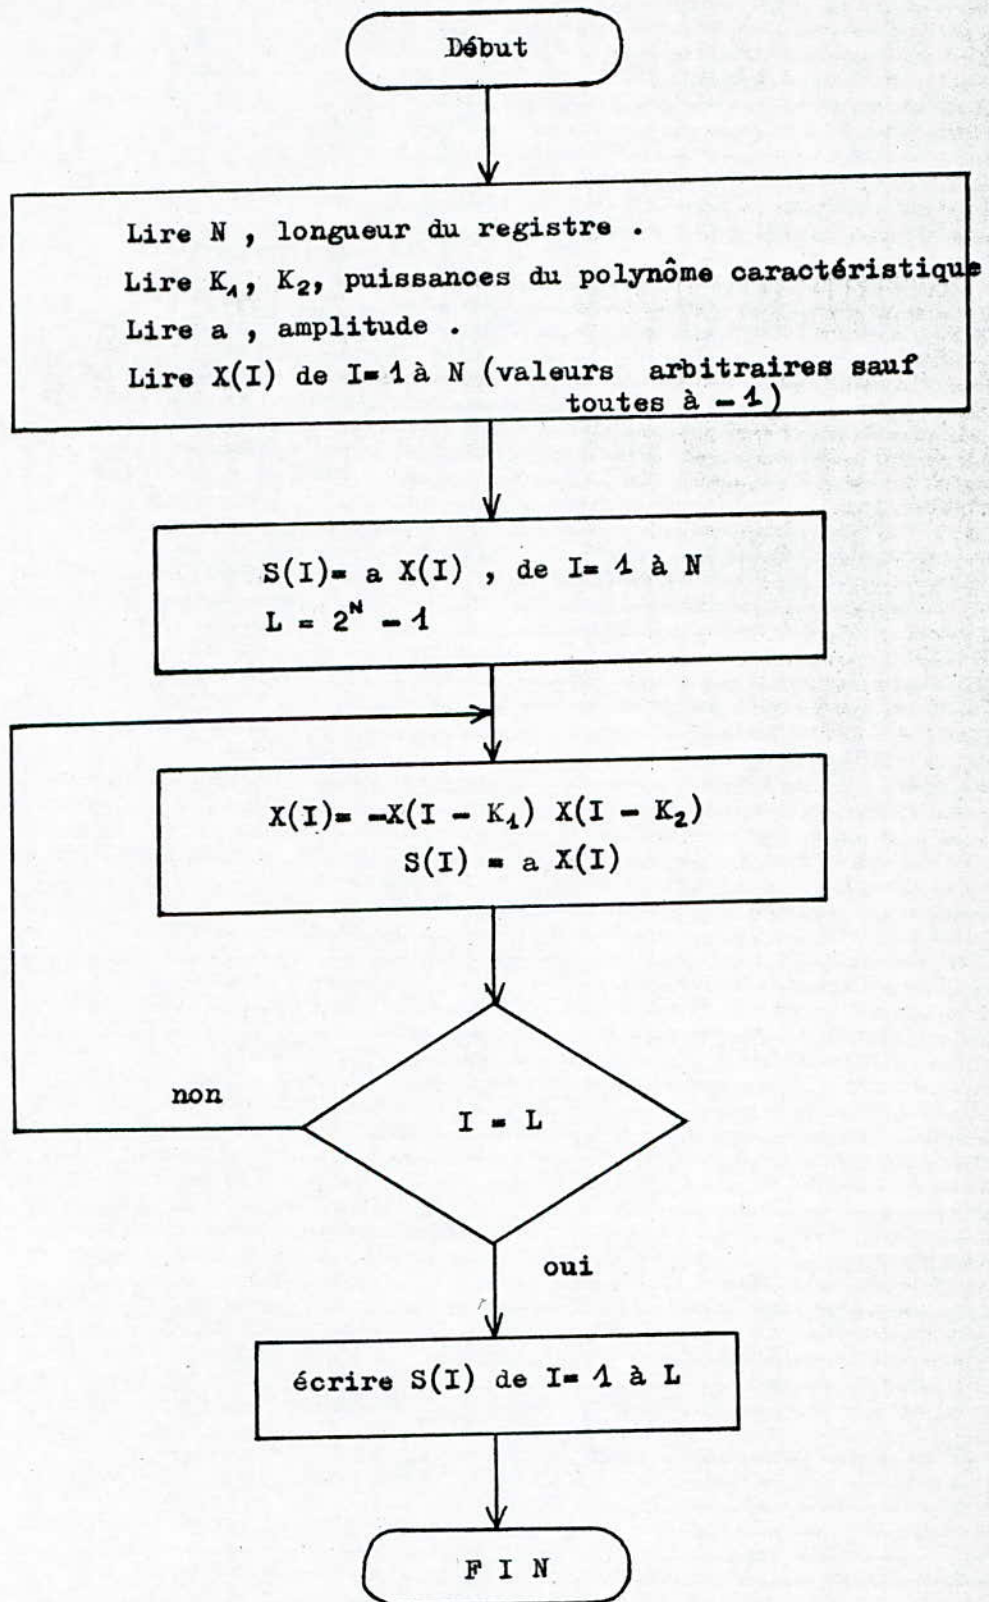 Début
Lire N , longueur du registre .
Lire K₁, K₂, puissances du polynôme caractéristique
Lire a , amplitude .
Lire X(I) de I= 1 à N (valeurs arbitraires sauf
toutes à -1)
S(I)= a X(I) , de I= 1 à N
L = 2ᴺ - 1
X(I)= -X(I - K₁) X(I - K₂)
S(I) = a X(I)
non
I = L
oui
écrire S(I) de I= 1 à L
F I N